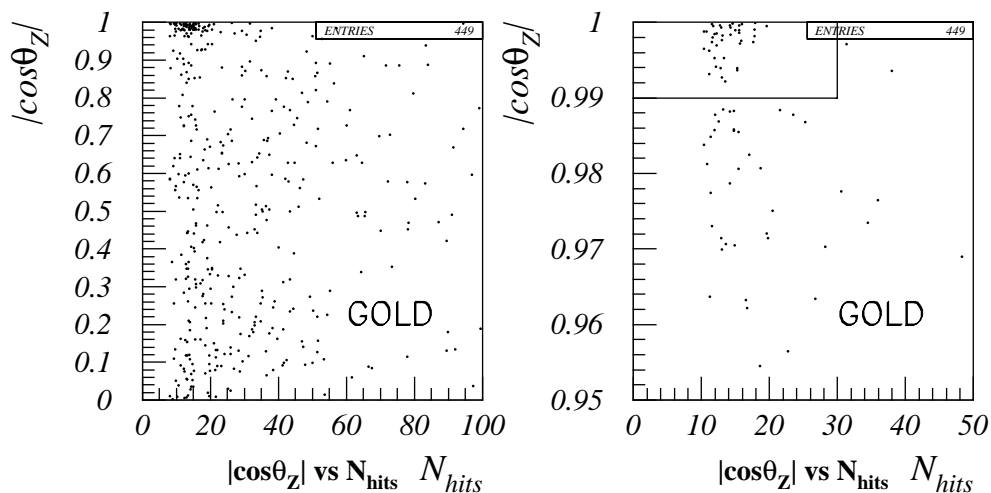 |cosθZ|
ENTRIES 449
1
0.9
0.8
0.7
0.6
0.5
0.4
0.3
0.2
0.1
0
GOLD
0 20 40 60 80 100
|cosθZ| vs Nhits Nhits
|cosθZ|
ENTRIES 449
1
0.99
0.98
0.97
0.96
0.95
GOLD
0 10 20 30 40 50
|cosθZ| vs Nhits Nhits